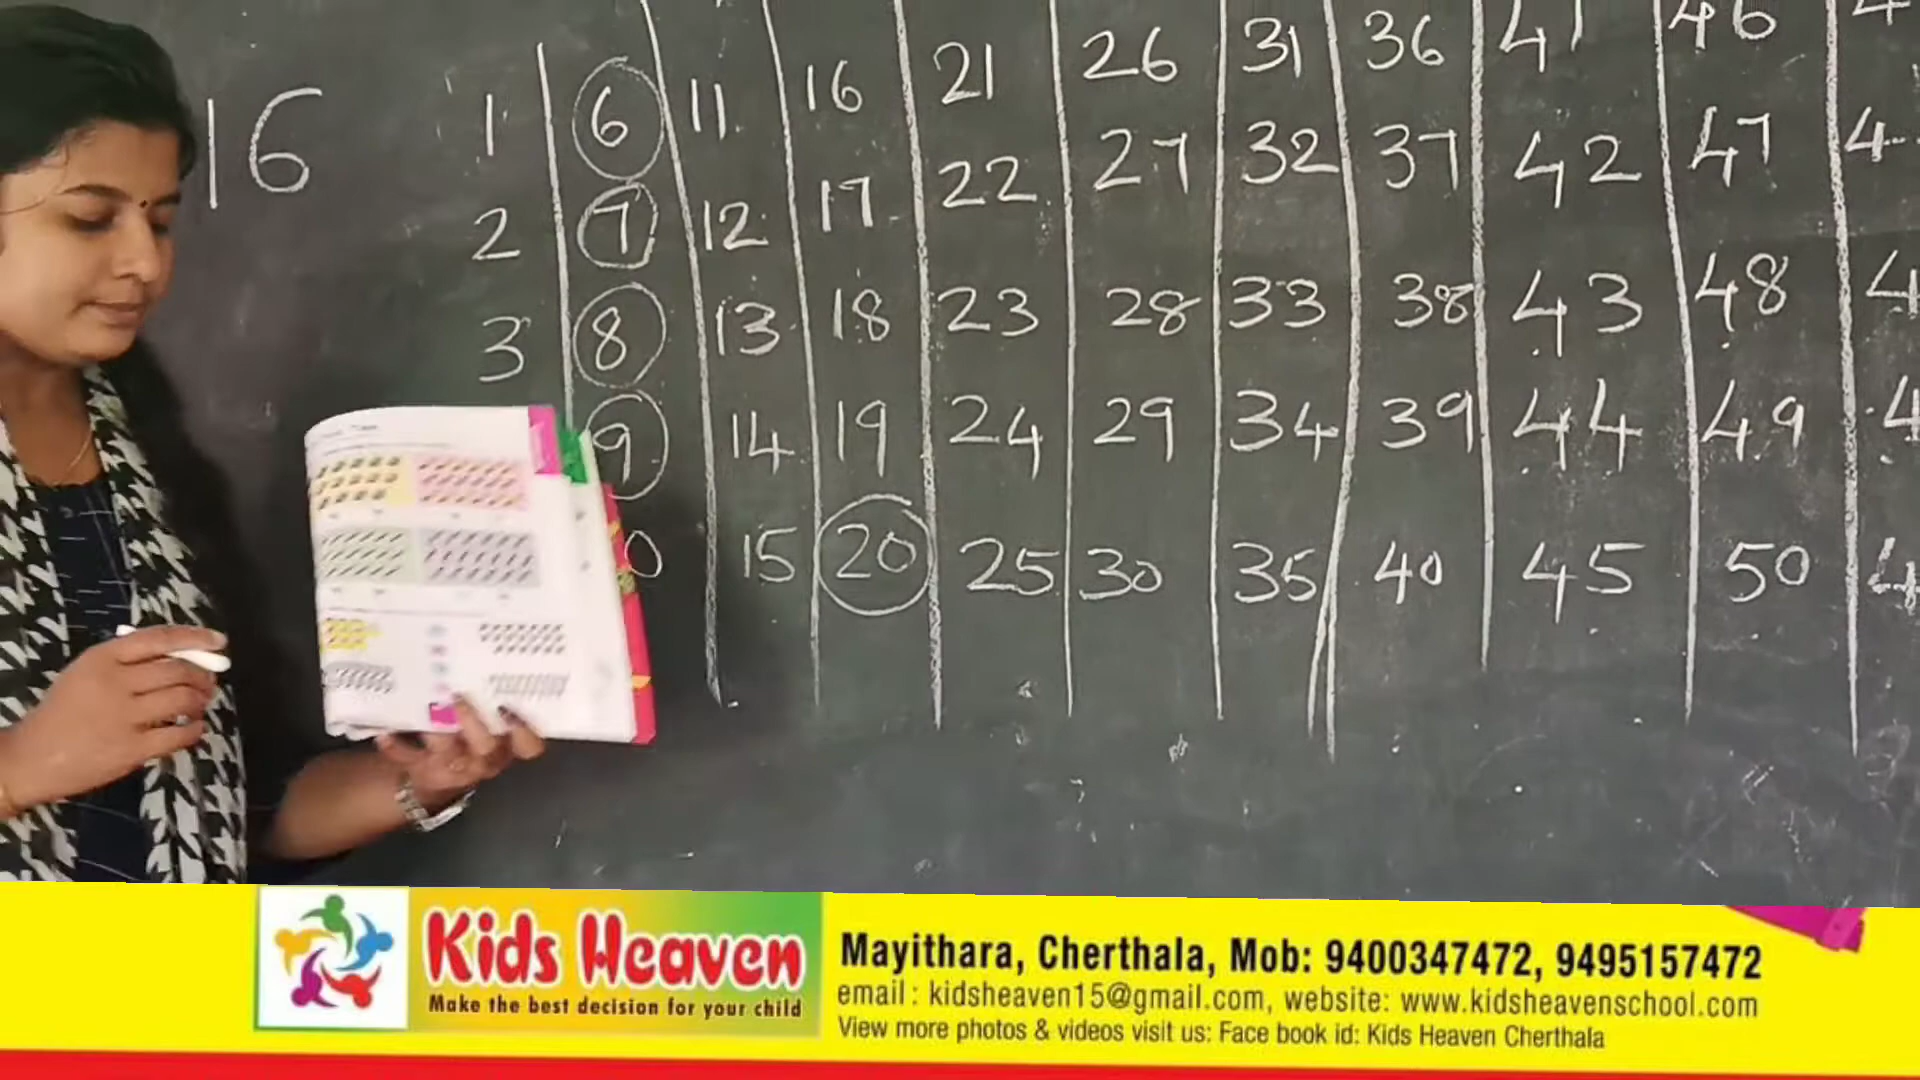 16
1 6 11 16 21 26 31 36 41 46
2 7 12 17 22 27 32 37 42 47
3 8 13 18 23 28 33 38 43 48
9 14 19 24 29 34 39 44 49
0 15 20 25 30 35 40 45 50
Kids Heaven
Make the best decision for your child
Mayithara, Cherthala, Mob: 9400347472, 9495157472
email : kidsheaven15@gmail.com, website: www.kidsheavenschool.com
View more photos & videos visit us: Face book id: Kids Heaven Cherthala